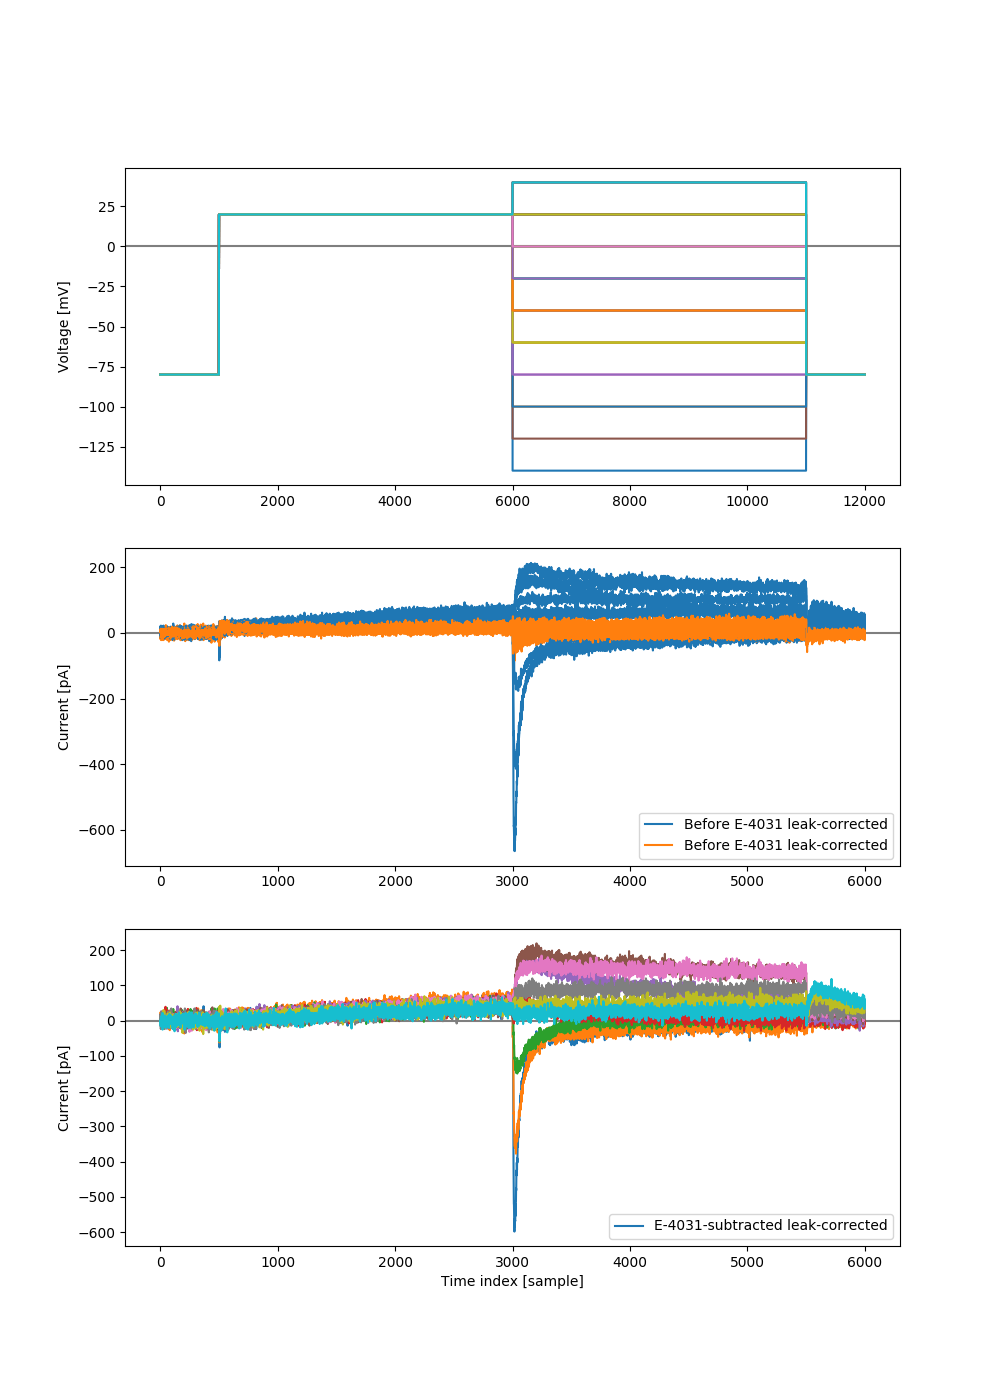 25
0
−25
−50
−75
−100
−125
Voltage [mV]
0 2000 4000 6000 8000 10000 12000
200
0
−200
−400
−600
Current [pA]
Before E-4031 leak-corrected
Before E-4031 leak-corrected
0 1000 2000 3000 4000 5000 6000
200
100
0
−100
−200
−300
−400
−500
−600
Current [pA]
E-4031-subtracted leak-corrected
0 1000 2000 3000 4000 5000 6000
Time index [sample]